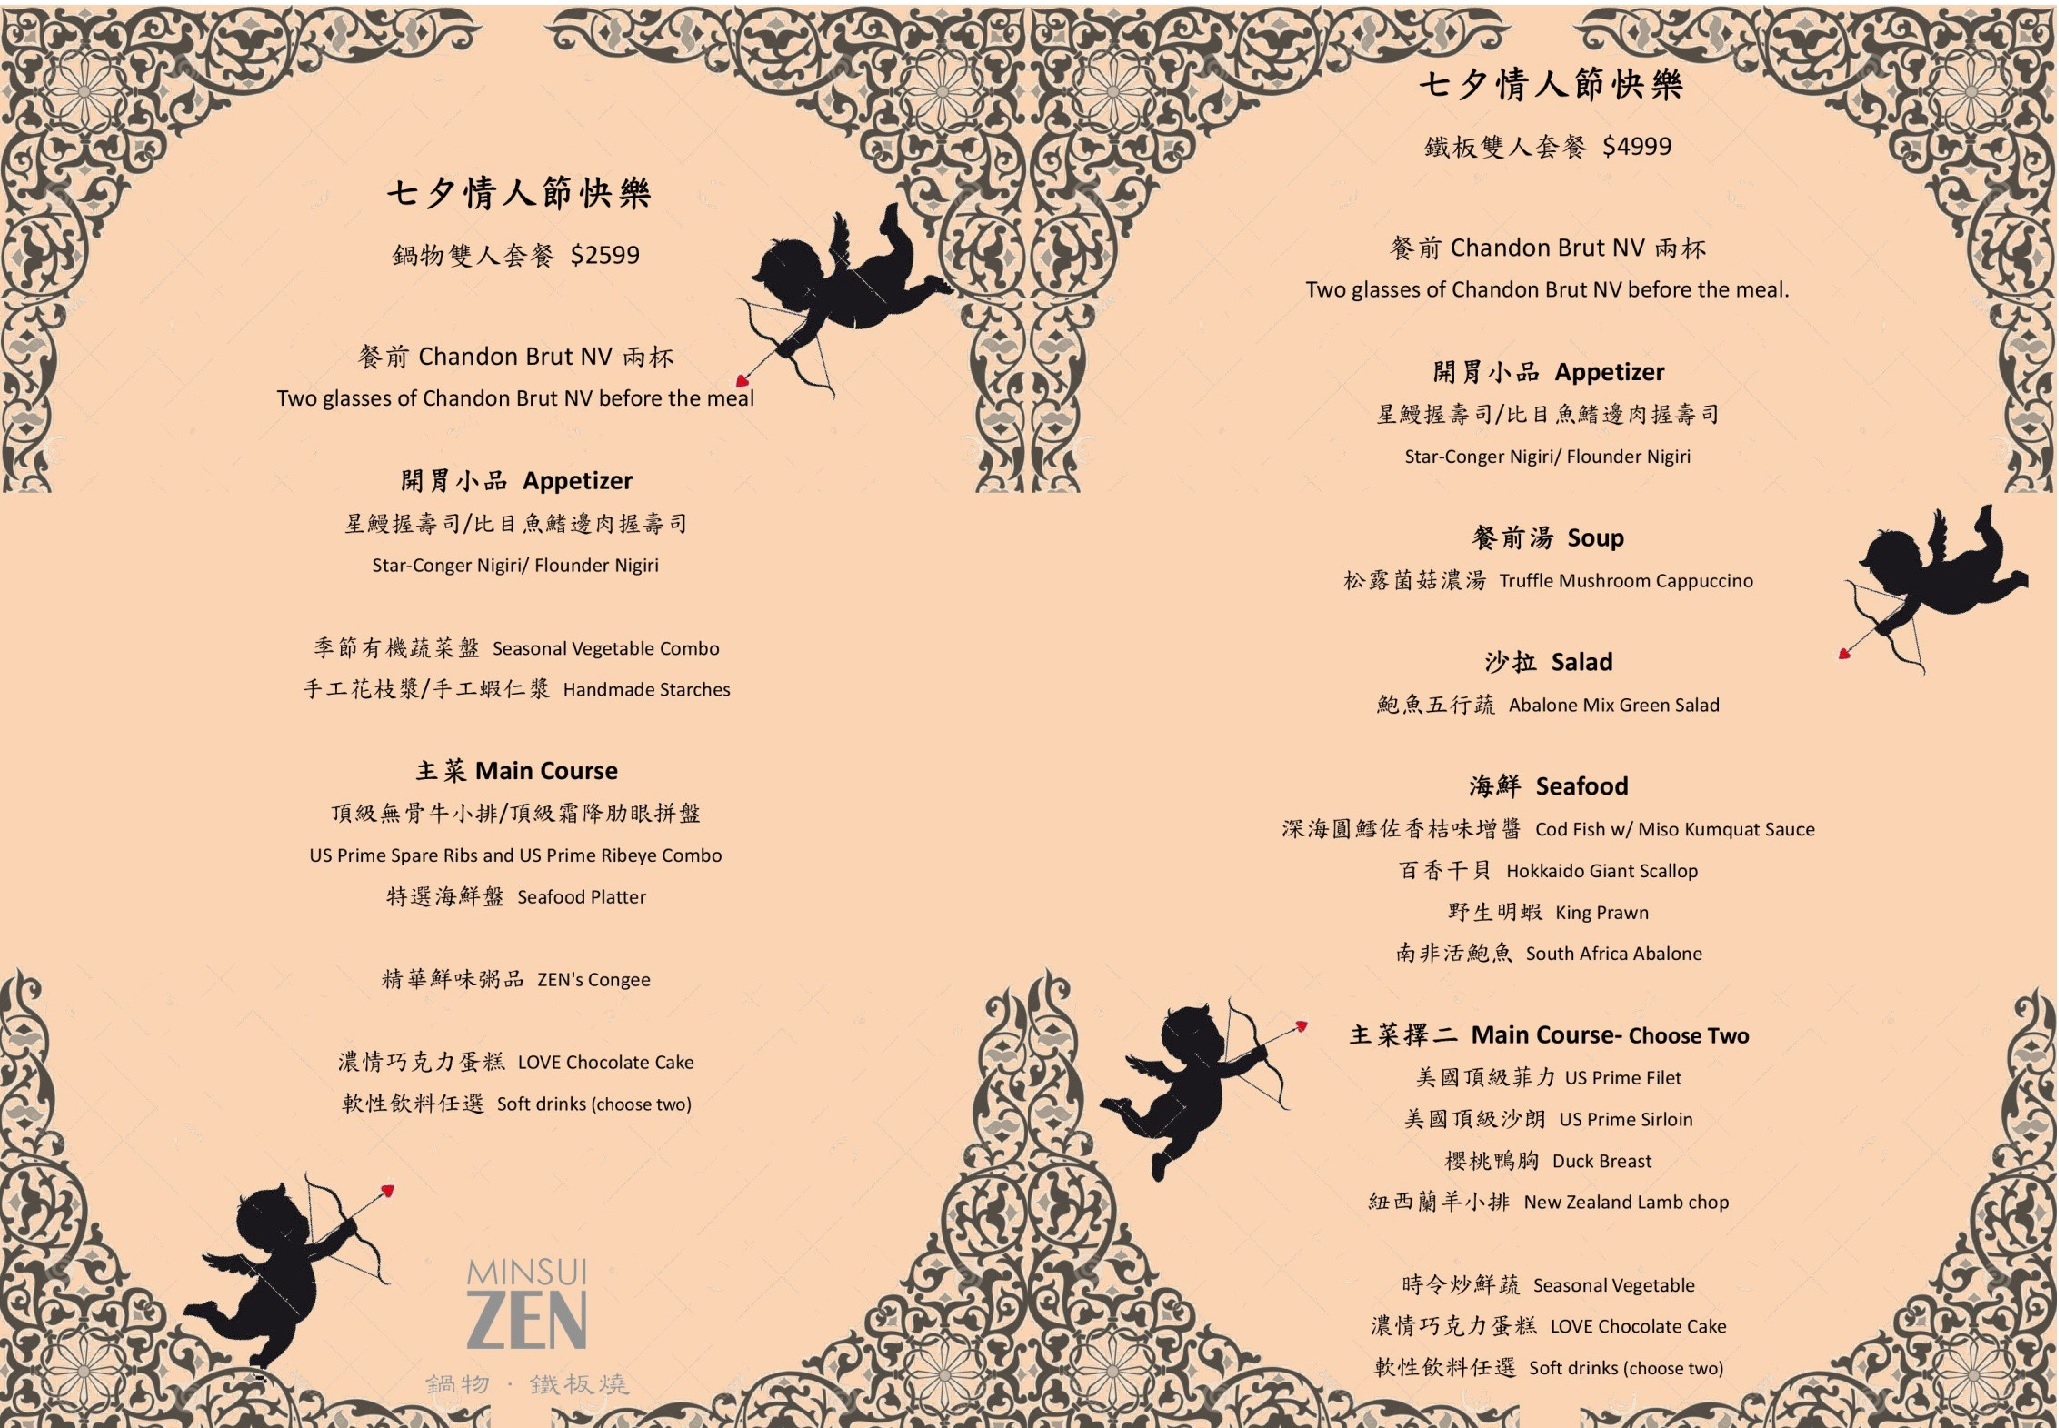 七夕情人節快樂
鍋物雙人套餐 $2599
餐前 Chandon Brut NV 兩杯
Two glasses of Chandon Brut NV before the meal
開胃小品 Appetizer
星鰻握壽司/比目魚鰭邊肉握壽司
Star-Conger Nigiri/ Flounder Nigiri
季節有機蔬菜盤 Seasonal Vegetable Combo
手工花枝漿/手工蝦仁漿 Handmade Starches
主菜 Main Course
頂級無骨牛小排/頂級霜降肋眼拼盤
US Prime Spare Ribs and US Prime Ribeye Combo
特選海鮮盤 Seafood Platter
精華鮮味粥品 ZEN's Congee
濃情巧克力蛋糕 LOVE Chocolate Cake
軟性飲料任選 Soft drinks (choose two)
MINSUI
ZEN
鍋物 · 鐵板燒
七夕情人節快樂
鐵板雙人套餐 $4999
餐前 Chandon Brut NV 兩杯
Two glasses of Chandon Brut NV before the meal.
開胃小品 Appetizer
星鰻握壽司/比目魚鰭邊肉握壽司
Star-Conger Nigiri/ Flounder Nigiri
餐前湯 Soup
松露菌菇濃湯 Truffle Mushroom Cappuccino
沙拉 Salad
鮑魚五行蔬 Abalone Mix Green Salad
海鮮 Seafood
深海圓鱈佐香桔味增醬 Cod Fish w/ Miso Kumquat Sauce
百香干貝 Hokkaido Giant Scallop
野生明蝦 King Prawn
南非活鮑魚 South Africa Abalone
主菜擇二 Main Course- Choose Two
美國頂級菲力 US Prime Filet
美國頂級沙朗 US Prime Sirloin
櫻桃鴨胸 Duck Breast
紐西蘭羊小排 New Zealand Lamb chop
時令炒鮮蔬 Seasonal Vegetable
濃情巧克力蛋糕 LOVE Chocolate Cake
軟性飲料任選 Soft drinks (choose two)